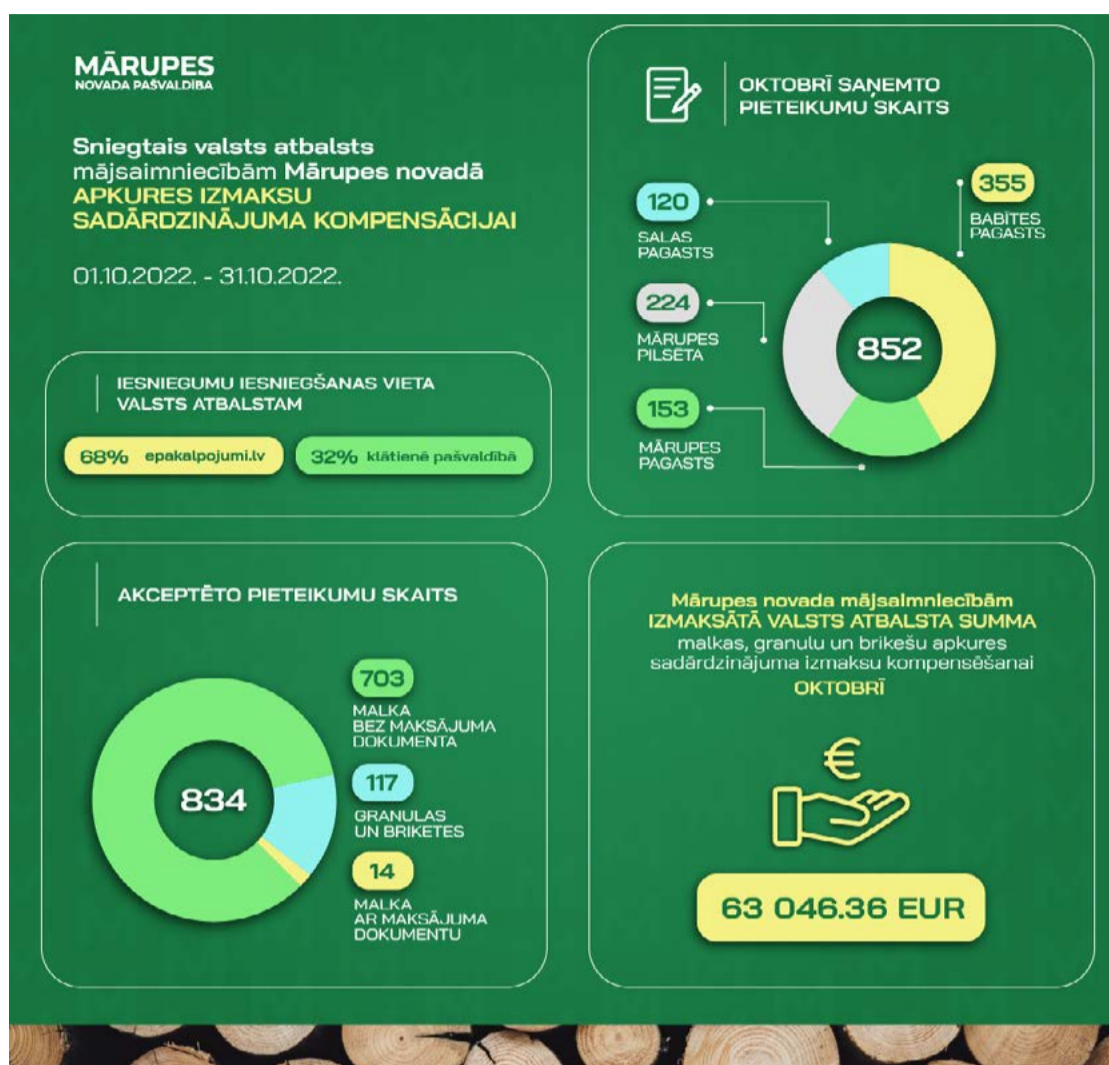 MĀRUPES
NOVADA PAŠVALDĪBA
Sniegtais valsts atbalsts
mājsaimniecībām Mārupes novadā
APKURES IZMAKSU
SADĀRDZINĀJUMA KOMPENSĀCIJAI
01.10.2022. - 31.10.2022.
IESNIEGUMU IESNIEGŠANAS VIETA
VALSTS ATBALSTAM
68% epakalpojumi.lv
32% klātienē pašvaldībā
OKTOBRĪ SAŅEMTO
PIETEIKUMU SKAITS
120
SALAS
PAGASTS
224
MĀRUPES
PILSĒTA
153
MĀRUPES
PAGASTS
355
BABĪTES
PAGASTS
852
AKCEPTĒTO PIETEIKUMU SKAITS
834
703
MALKA
BEZ MAKSĀJUMA
DOKUMENTA
117
GRANULAS
UN BRIKETES
14
MALKA
AR MAKSĀJUMA
DOKUMENTU
Mārupes novada mājsaimniecībām
IZMAKSĀTĀ VALSTS ATBALSTA SUMMA
malkas, granulu un brikešu apkures
sadārdzinājuma izmaksu kompensēšanai
OKTOBRĪ
€
63 046.36 EUR